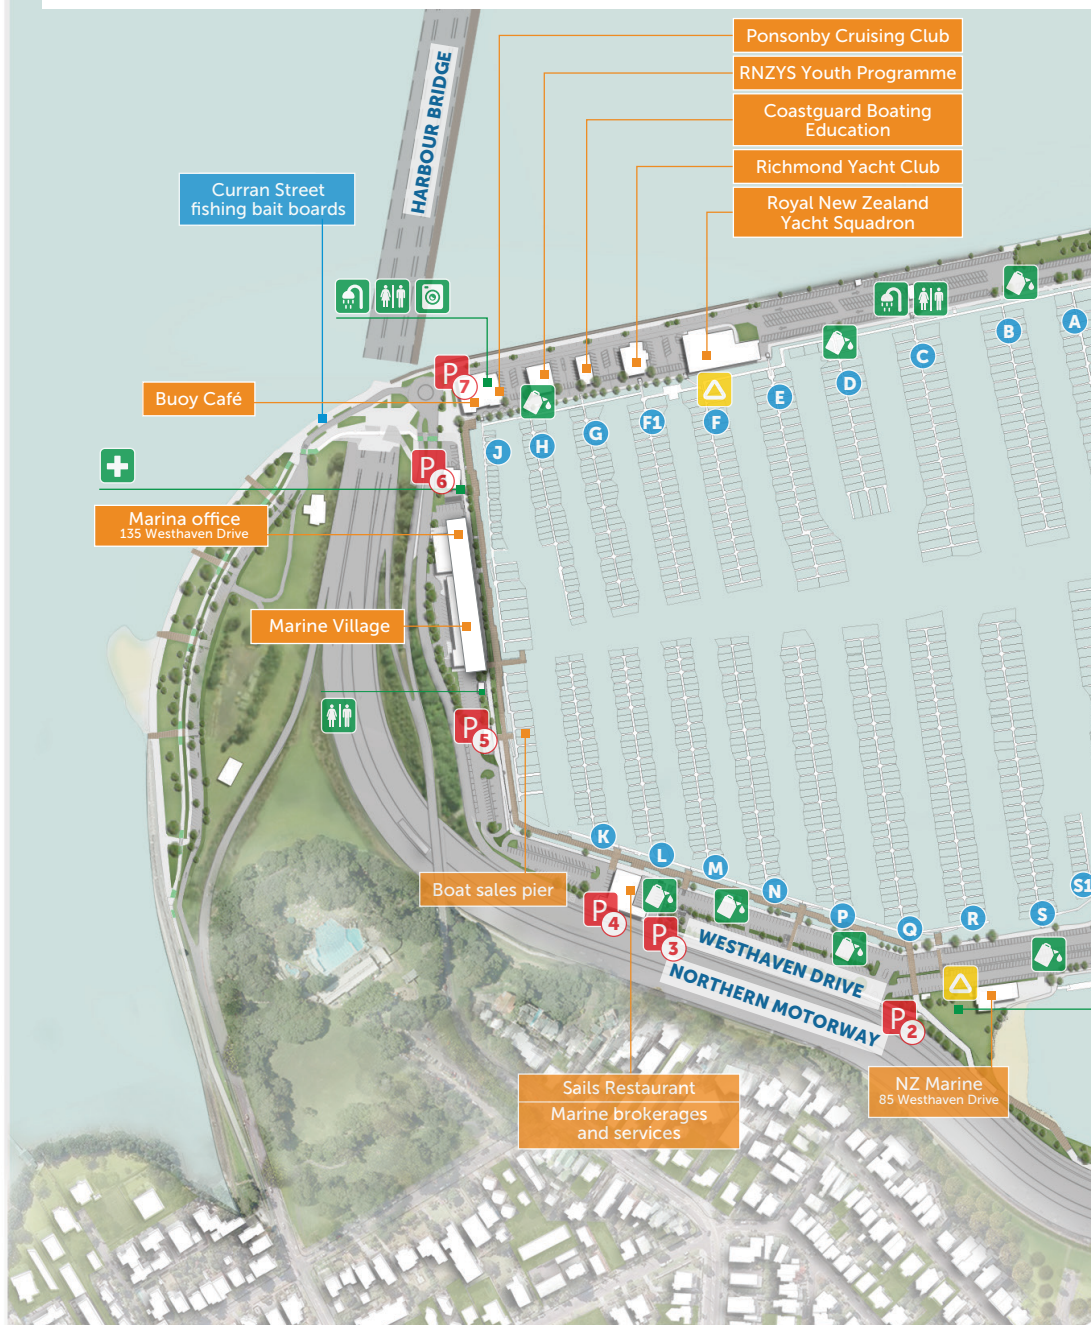 Ponsonby Cruising Club
RNZYS Youth Programme
Coastguard Boating
Education
Richmond Yacht Club
Royal New Zealand
Yacht Squadron
HARBOUR BRIDGE
Curran Street
fishing bait boards
A
B
C
D
E
F
F1
G
H
J
P
7
Buoy Café
P
6
Marina office
135 Westhaven Drive
Marine Village
P
5
Boat sales pier
K
L
M
N
P
Q
R
S
S1
P
4
P
3
WESTHAVEN DRIVE
NORTHERN MOTORWAY
P
2
Sails Restaurant
Marine brokerages
and services
NZ Marine
85 Westhaven Drive